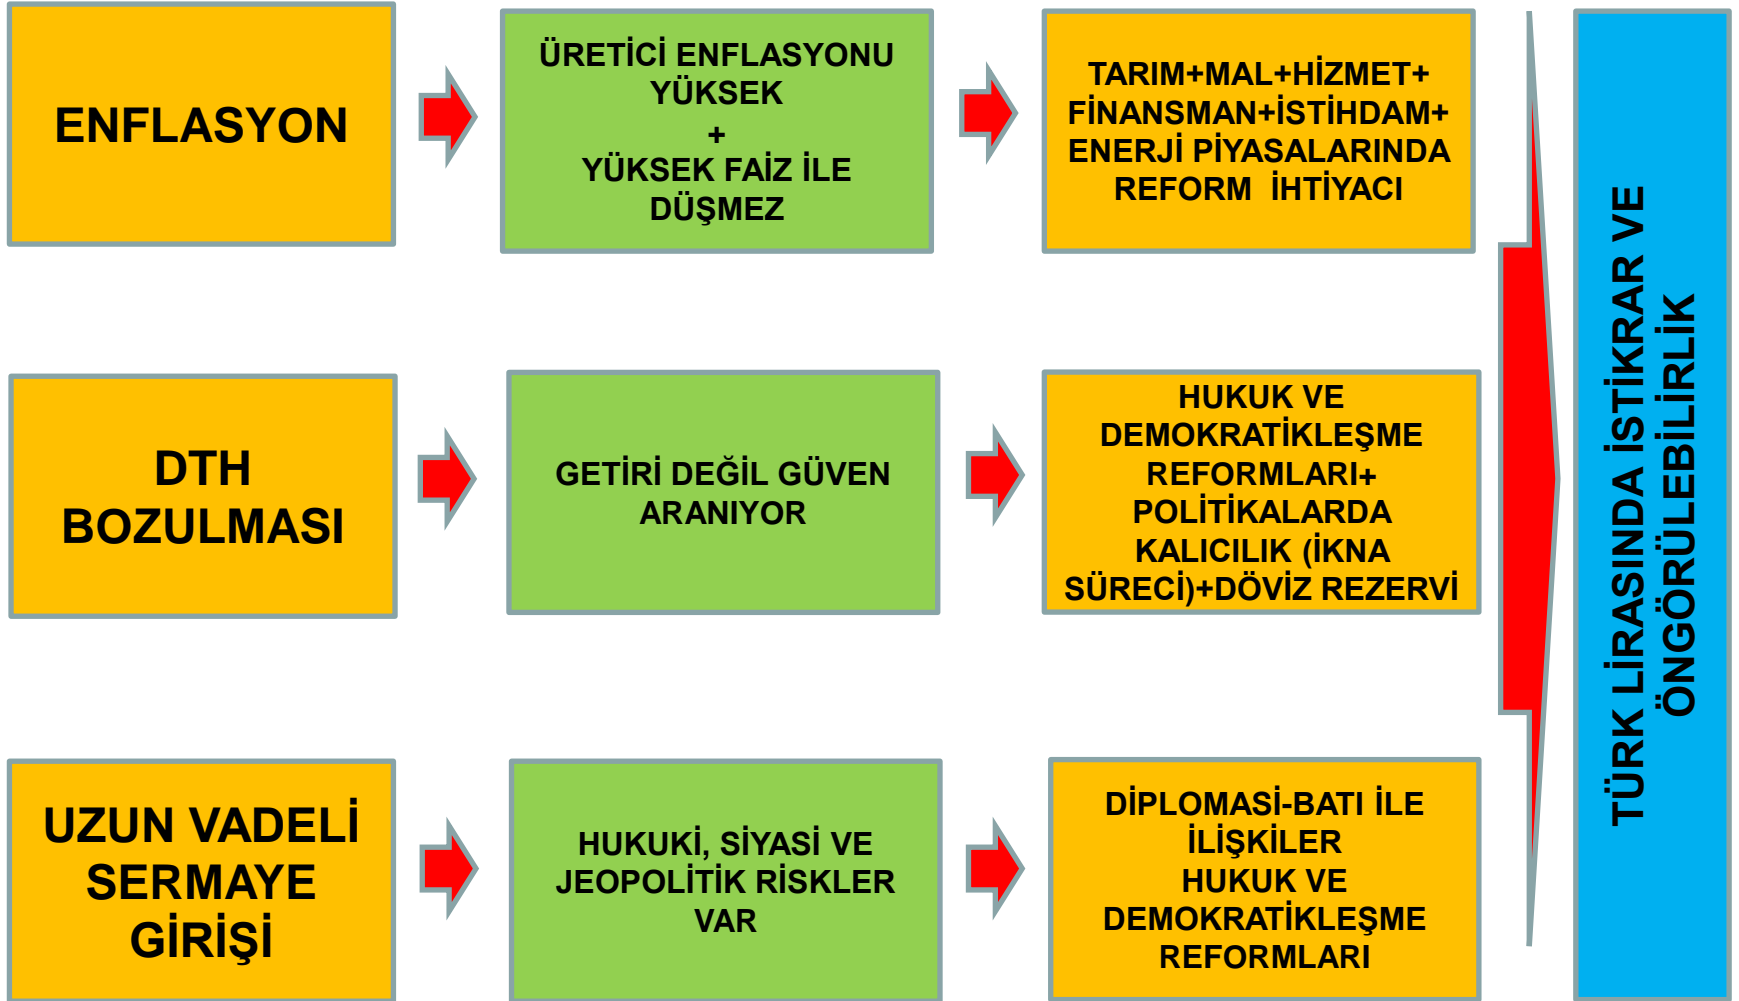 ENFLASYON
ÜRETİCİ ENFLASYONU
YÜKSEK
+
YÜKSEK FAİZ İLE
DÜŞMEZ
TARIM+MAL+HİZMET+
FİNANSMAN+İSTİHDAM+
ENERJİ PİYASALARINDA
REFORM İHTİYACI
DTH
BOZULMASI
GETİRİ DEĞİL GÜVEN
ARANIYOR
HUKUK VE
DEMOKRATİKLEŞME
REFORMLARI+
POLİTİKALARDA
KALICILIK (İKNA
SÜRECİ)+DÖVİZ REZERVİ
UZUN VADELİ
SERMAYE
GİRİŞİ
HUKUKİ, SİYASİ VE
JEOPOLİTİK RİSKLER
VAR
DİPLOMASİ-BATI İLE
İLİŞKİLER
HUKUK VE
DEMOKRATİKLEŞME
REFORMLARI
TÜRK LİRASINDA İSTİKRAR VE
ÖNGÖRÜLEBİLİRLİK